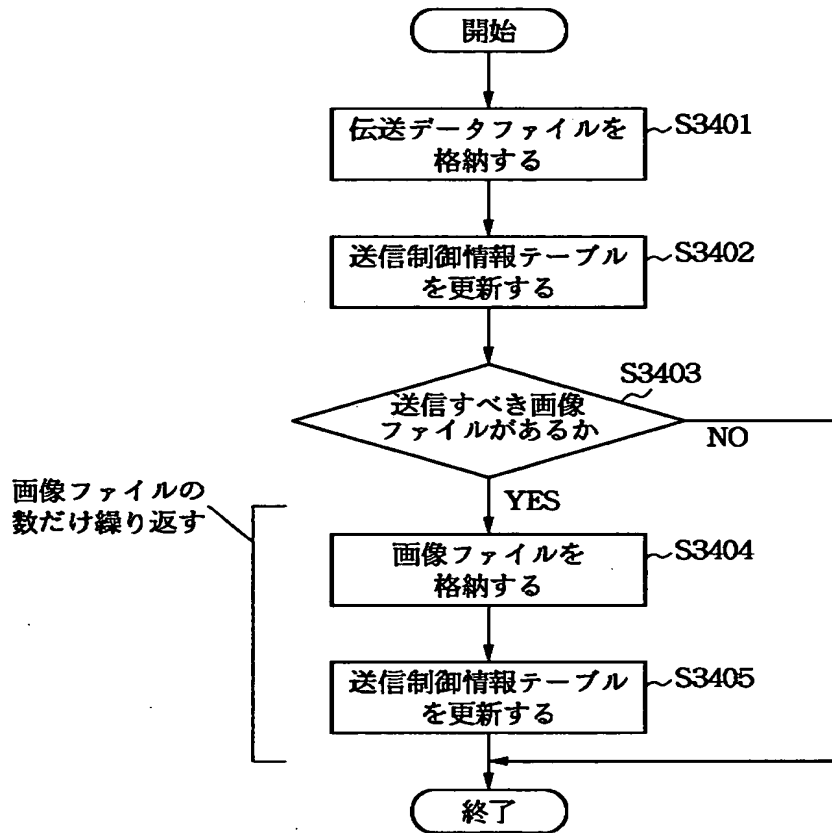 開始
伝送データファイルを
格納する
S3401
送信制御情報テーブル
を更新する
S3402
S3403
送信すべき画像
ファイルがあるか
NO
YES
画像ファイルの
数だけ繰り返す
画像ファイルを
格納する
S3404
送信制御情報テーブル
を更新する
S3405
終了